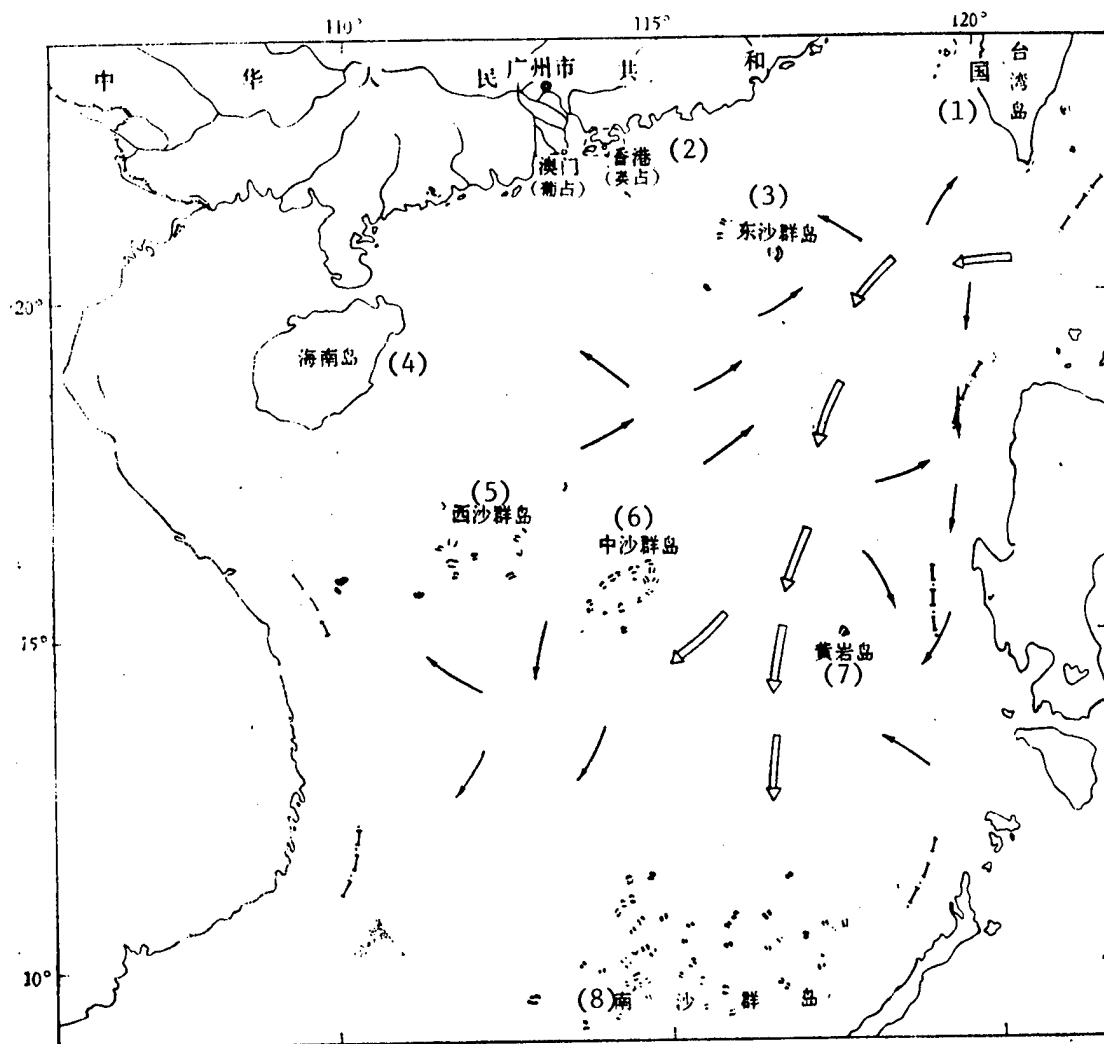 110° 115° 120°
中 华 人 民 共 和 国
广州市
台湾岛
(1)
澳门
(葡占)
香港
(英占)
(2)
(3)
东沙群岛
20°
海南岛 (4)
(5)
西沙群岛
(6)
中沙群岛
15°
黄岩岛
(7)
10°
(8)南 沙 群 岛